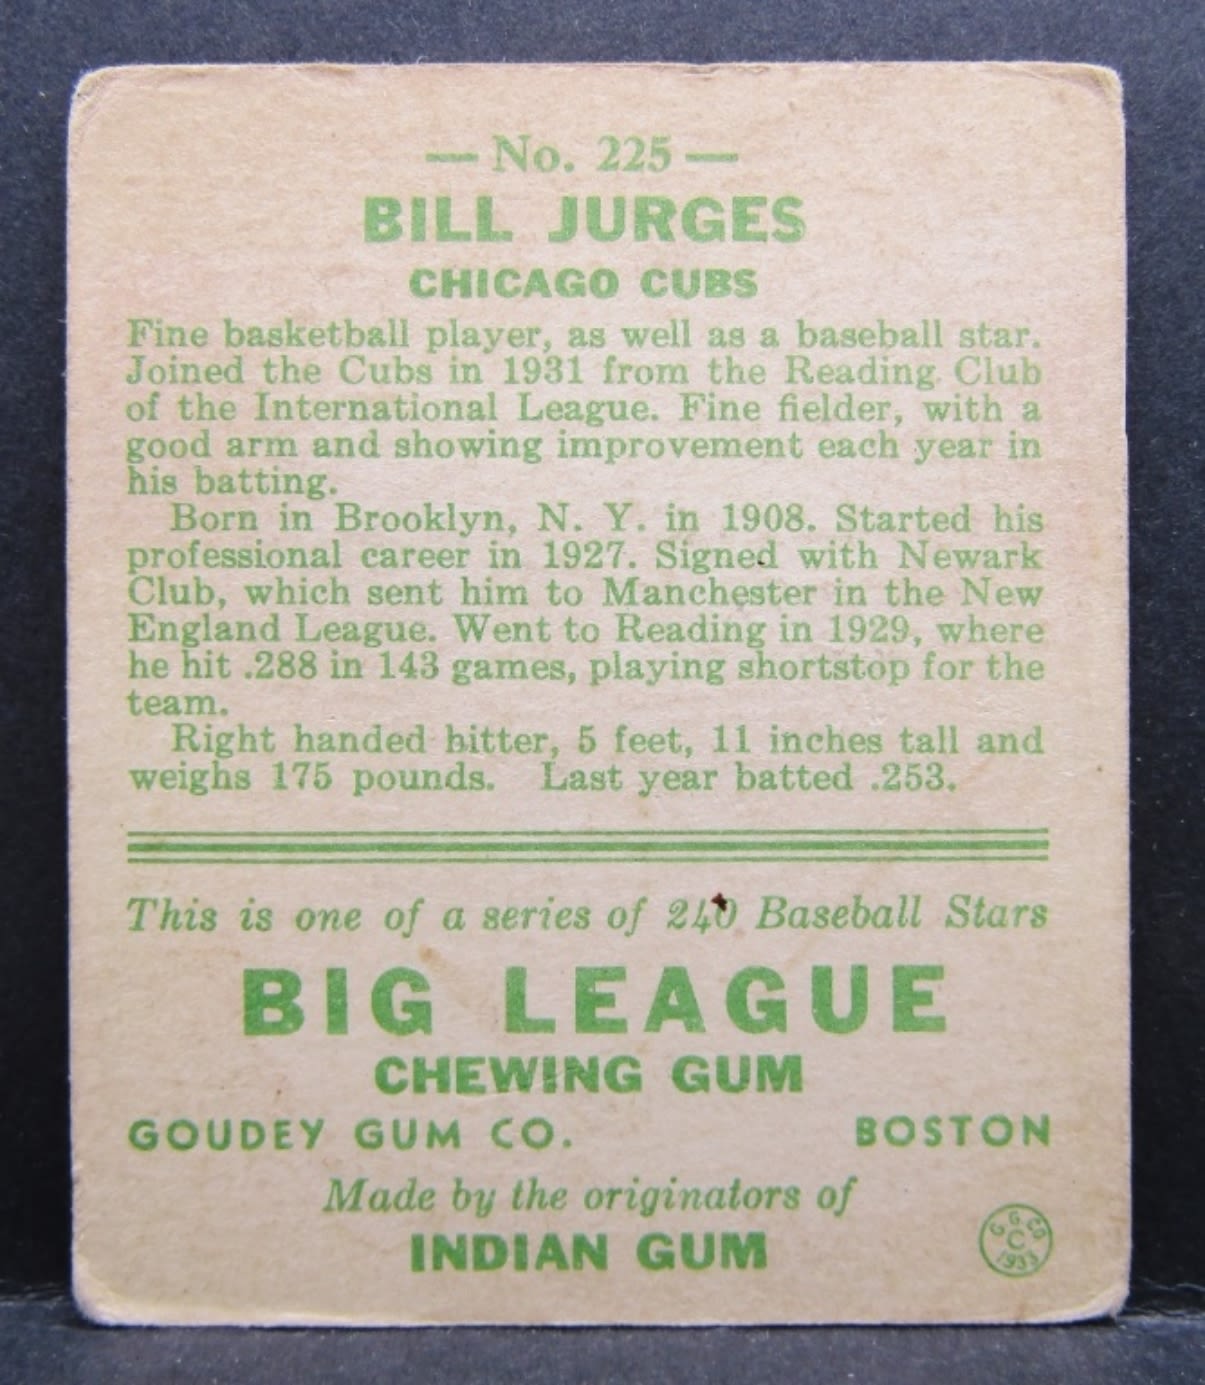 — No. 225 —
BILL JURGES
CHICAGO CUBS
Fine basketball player, as well as a baseball star.
Joined the Cubs in 1931 from the Reading Club
of the International League. Fine fielder, with a
good arm and showing improvement each year in
his batting.
Born in Brooklyn, N. Y. in 1908. Started his
professional career in 1927. Signed with Newark
Club, which sent him to Manchester in the New
England League. Went to Reading in 1929, where
he hit .288 in 143 games, playing shortstop for the
team.
Right handed hitter, 5 feet, 11 inches tall and
weighs 175 pounds. Last year batted .253.
This is one of a series of 240 Baseball Stars
BIG LEAGUE
CHEWING GUM
GOUDEY GUM CO. BOSTON
Made by the originators of
INDIAN GUM
G. G. CO
C
1933